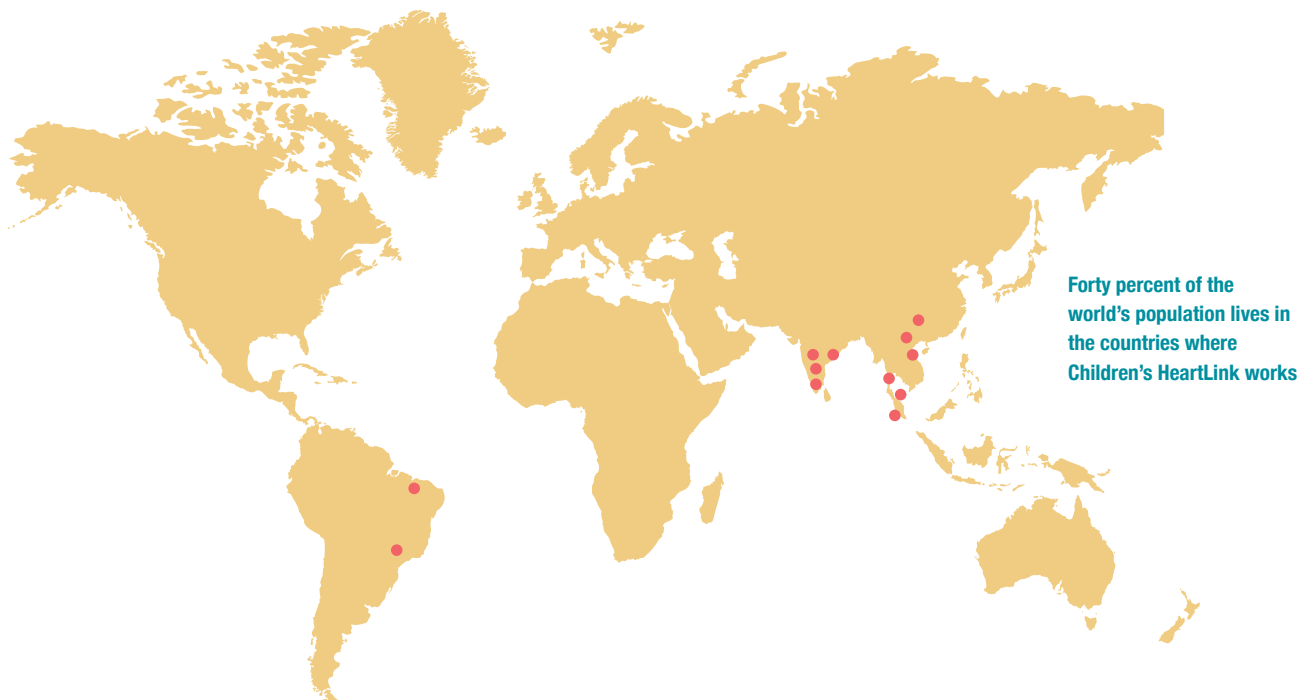 Forty percent of the
world’s population lives in
the countries where
Children’s HeartLink works